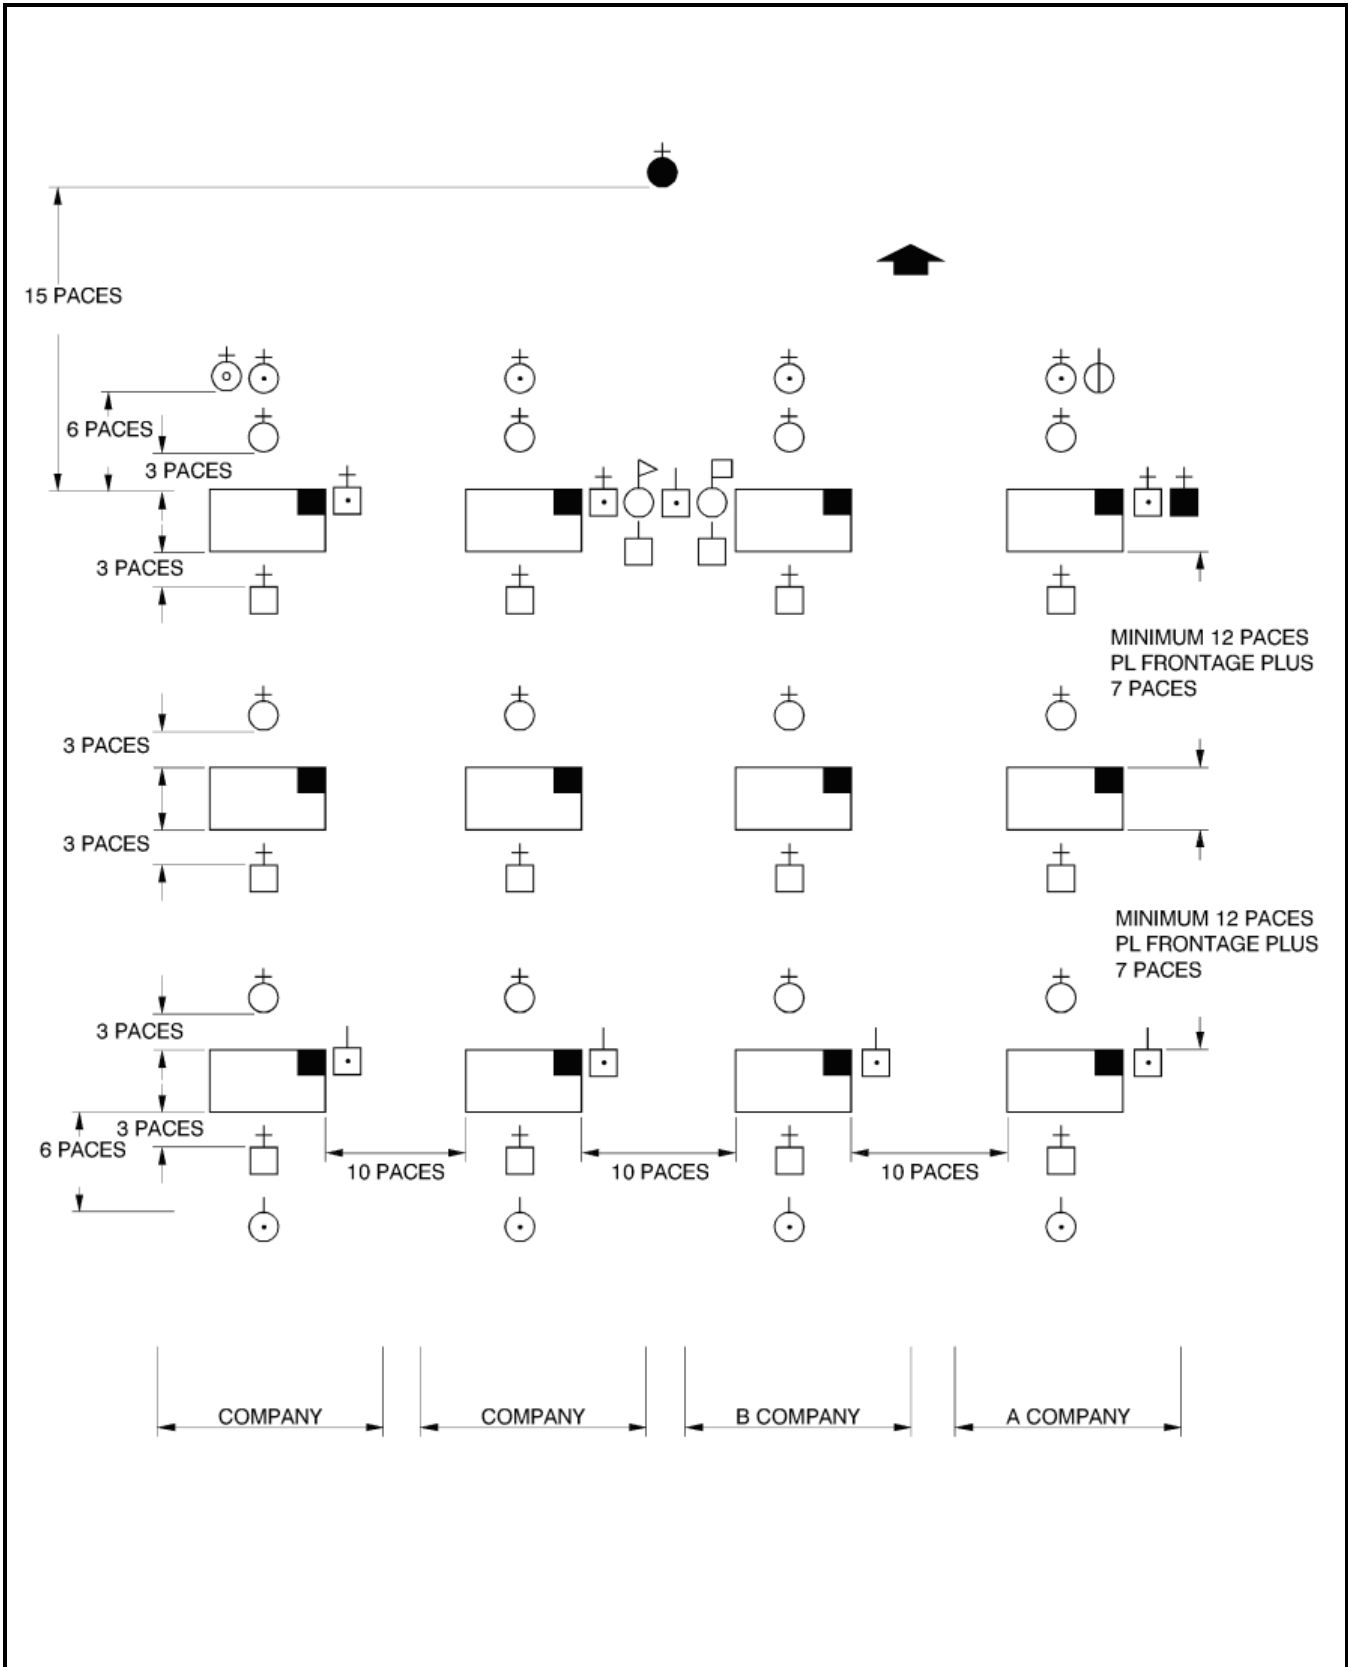 15 PACES
6 PACES
3 PACES
3 PACES
MINIMUM 12 PACES
PL FRONTAGE PLUS
7 PACES
3 PACES
3 PACES
MINIMUM 12 PACES
PL FRONTAGE PLUS
7 PACES
3 PACES
3 PACES
6 PACES
10 PACES
10 PACES
10 PACES
COMPANY
COMPANY
B COMPANY
A COMPANY